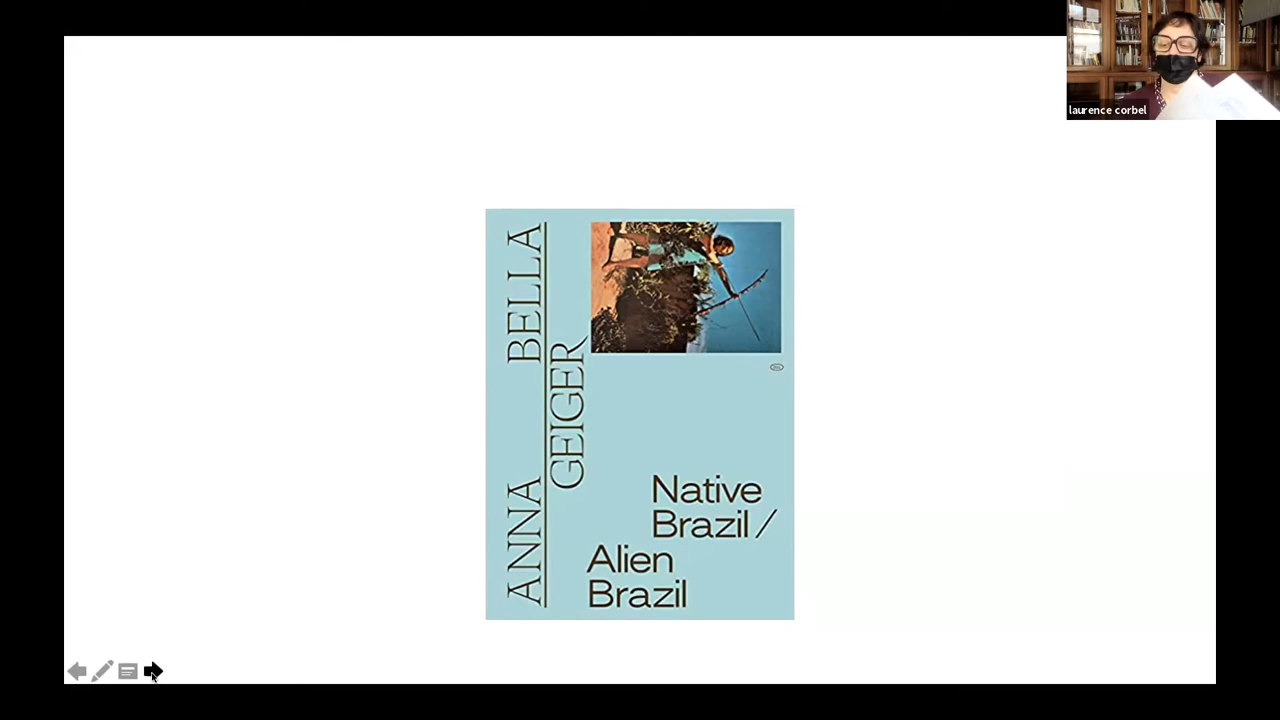 laurence corbel
ANNA BELLA
GEIGER
Native
Brazil /
Alien
Brazil